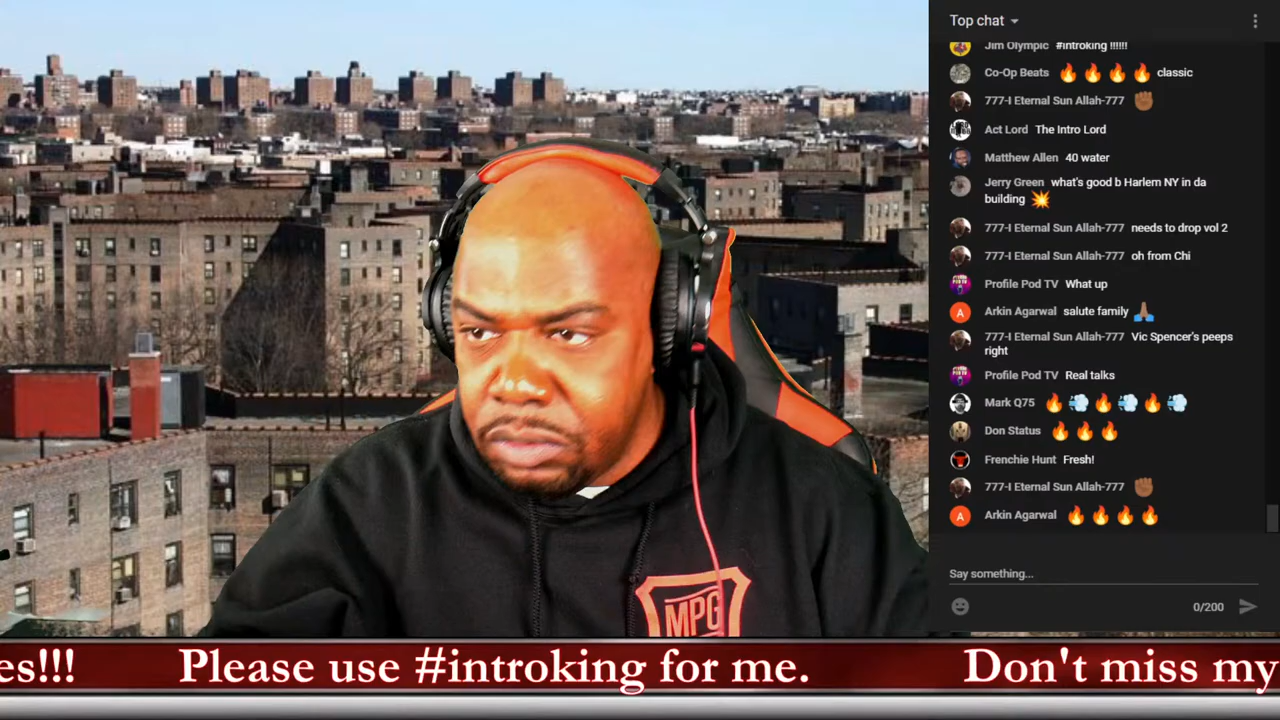 Top chat
Jim Olympic #introking !!!!!!
Co-Op Beats 🔥🔥🔥🔥 classic
777-I Eternal Sun Allah-777 ✊🏾
Act Lord The Intro Lord
Matthew Allen 40 water
Jerry Green what's good b Harlem NY in da
building 💥
777-I Eternal Sun Allah-777 needs to drop vol 2
777-I Eternal Sun Allah-777 oh from Chi
Profile Pod TV What up
A Arkin Agarwal salute family 🙏🏽
777-I Eternal Sun Allah-777 Vic Spencer's peeps
right
Profile Pod TV Real talks
Mark Q75 🔥💨🔥💨🔥💨
Don Status 🔥🔥🔥
Frenchie Hunt Fresh!
777-I Eternal Sun Allah-777 ✊🏾
A Arkin Agarwal 🔥🔥🔥🔥
Say something...
0/200
MPG
es!!! Please use #introking for me. Don't miss my